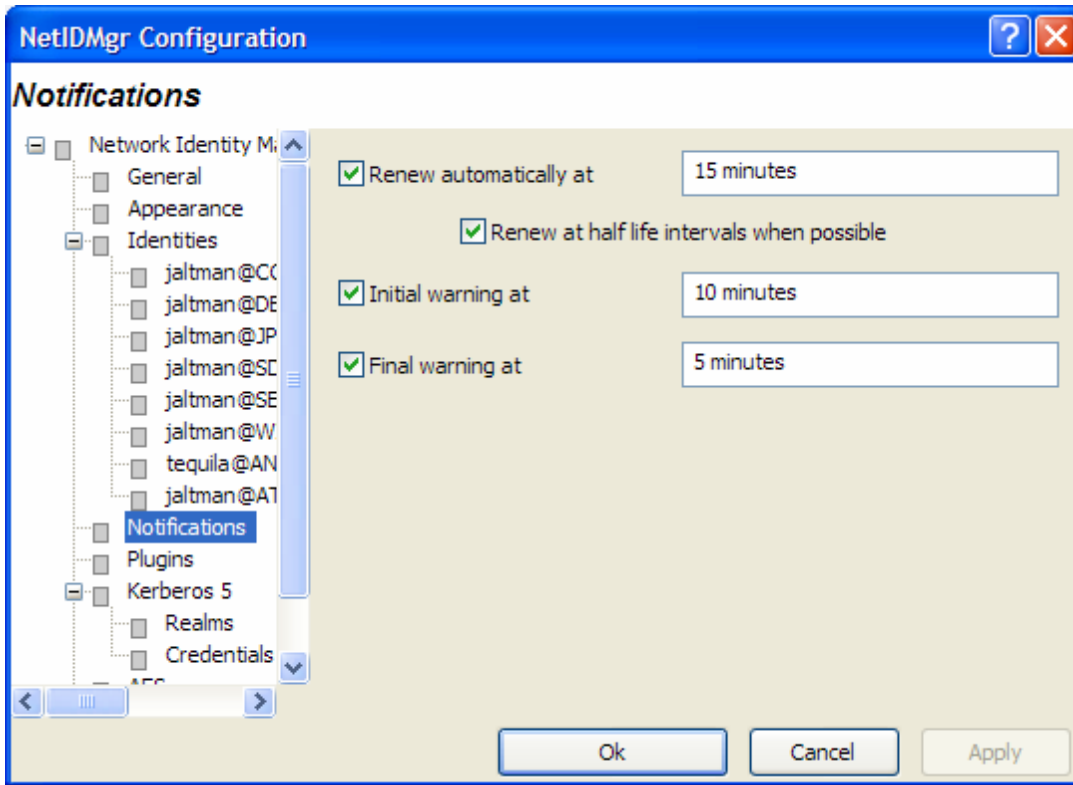 NetIDMgr Configuration
Notifications
Network Identity Ma
General
Appearance
Identities
jaltman@CC
jaltman@DE
jaltman@JP
jaltman@SD
jaltman@SE
jaltman@W
tequila@AN
jaltman@AT
Notifications
Plugins
Kerberos 5
Realms
Credentials
Renew automatically at 15 minutes
Renew at half life intervals when possible
Initial warning at 10 minutes
Final warning at 5 minutes
Ok Cancel Apply